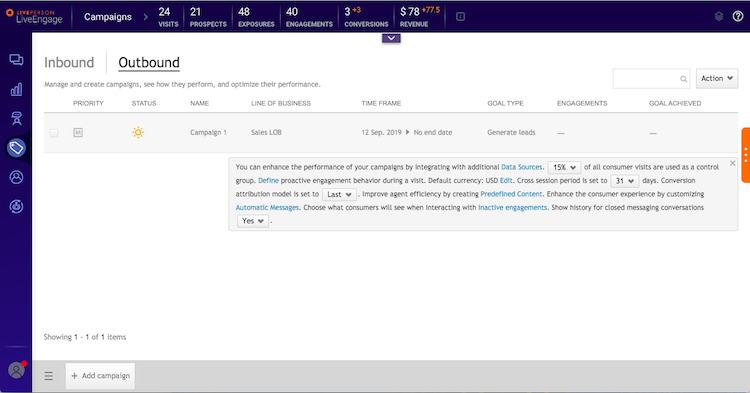 LIVEPERSON
LiveEngage
Campaigns
24
VISITS
21
PROSPECTS
48
EXPOSURES
40
ENGAGEMENTS
3 +3
CONVERSIONS
$ 78 +77.5
REVENUE
Inbound
Outbound
Manage and create campaigns, see how they perform, and optimize their performance.
Action
PRIORITY STATUS NAME LINE OF BUSINESS TIME FRAME GOAL TYPE ENGAGEMENTS GOAL ACHIEVED
Campaign 1 Sales LOB 12 Sep. 2019 No end date Generate leads — —
You can enhance the performance of your campaigns by integrating with additional Data Sources. 15% of all consumer visits are used as a control
group. Define proactive engagement behavior during a visit. Default currency: USD Edit. Cross session period is set to 31 days. Conversion
attribution model is set to Last . Improve agent efficiency by creating Predefined Content. Enhance the consumer experience by customizing
Automatic Messages. Choose what consumers will see when interacting with Inactive engagements. Show history for closed messaging conversations
Yes .
Showing 1 - 1 of 1 items
+ Add campaign